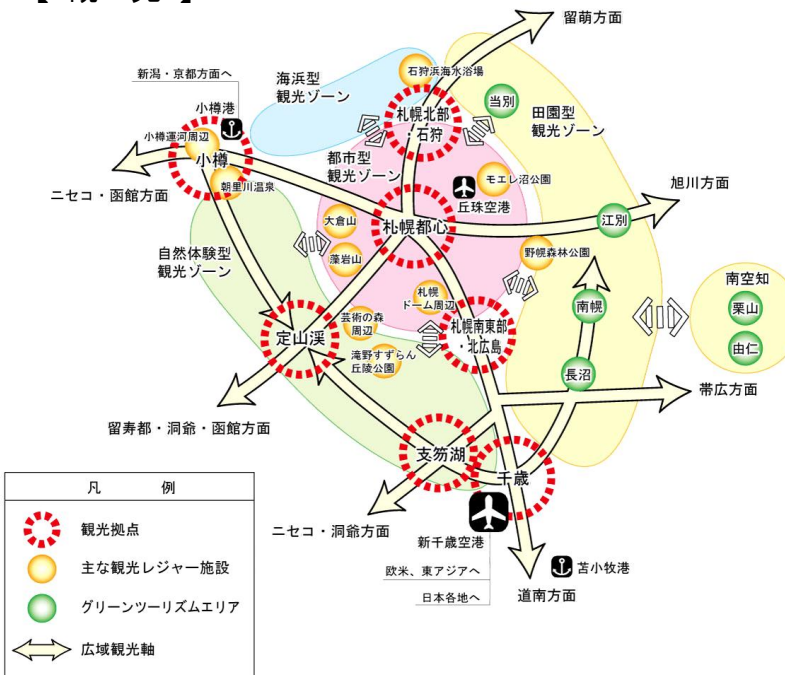 【観 光】
留萌方面
新潟・京都方面へ
海浜型
観光ゾーン
石狩浜海水浴場
小樽港
札幌北部
・石狩
当別
田園型
観光ゾーン
小樽運河周辺
小樽
都市型
観光ゾーン
モエレ沼公園
朝里川温泉
ニセコ・函館方面
丘珠空港
旭川方面
大倉山
札幌都心
江別
自然体験型
観光ゾーン
藻岩山
野幌森林公園
南空知
札幌
ドーム周辺
南幌
栗山
芸術の森
周辺
定山渓
札幌南東部
・北広島
由仁
滝野すずらん
丘陵公園
長沼
帯広方面
留寿都・洞爺・函館方面
支笏湖
千歳
凡 例
観光拠点
ニセコ・洞爺方面
新千歳空港
主な観光レジャー施設
欧米、東アジアへ
苫小牧港
日本各地へ
道南方面
グリーンツーリズムエリア
広域観光軸